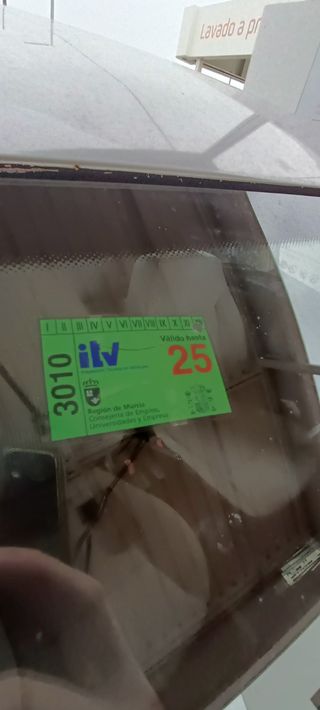 Lavado a pr
I II III IV V VI VII VIII IX X XI
3010
itv
Válido hasta
25
Región de Murcia
Consejería de Empleo,
Universidades y Empresa